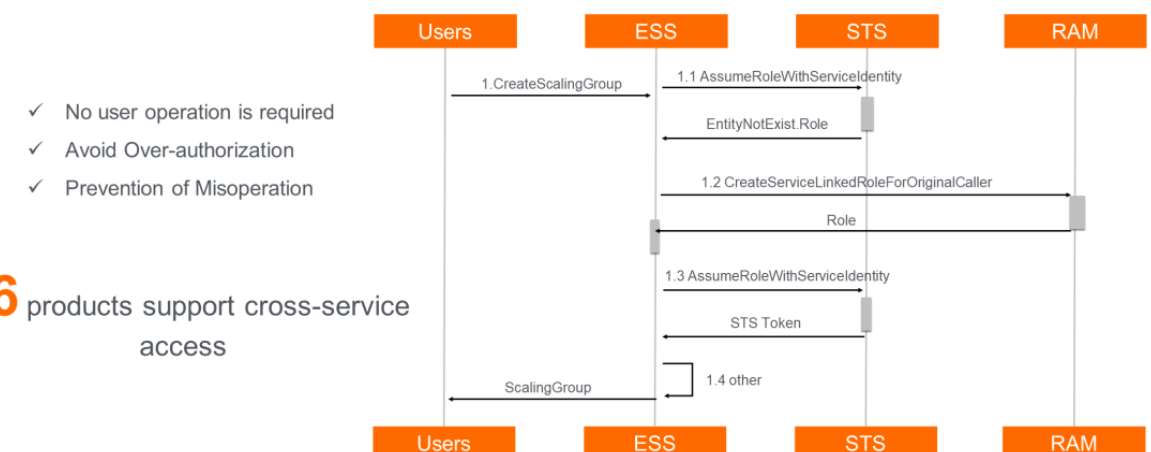 Users ESS STS RAM
1.CreateScalingGroup
1.1 AssumeRoleWithServiceIdentity
EntityNotExist.Role
1.2 CreateServiceLinkedRoleForOriginalCaller
Role
1.3 AssumeRoleWithServiceIdentity
STS Token
1.4 other
ScalingGroup
Users ESS STS RAM
✓ No user operation is required
✓ Avoid Over-authorization
✓ Prevention of Misoperation
6 products support cross-service
access